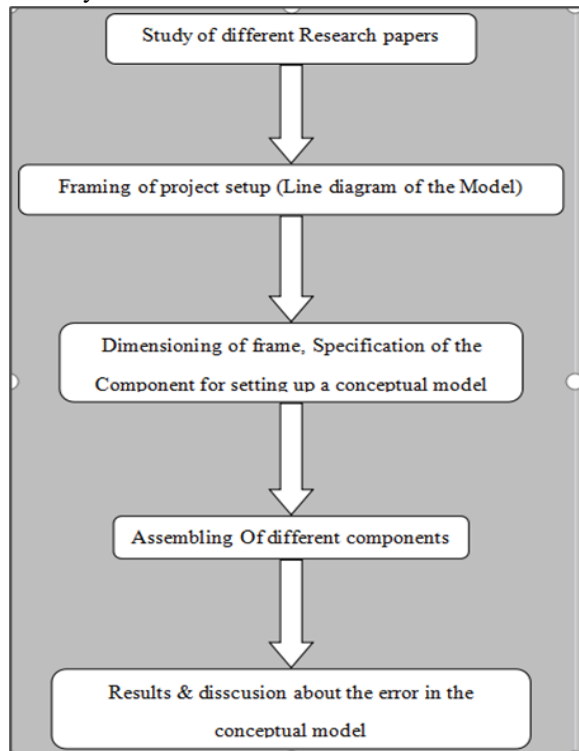 Study of different Research papers
Framing of project setup (Line diagram of the Model)
Dimensioning of frame, Specification of the
Component for setting up a conceptual model
Assembling Of different components
Results & disscusion about the error in the
conceptual model